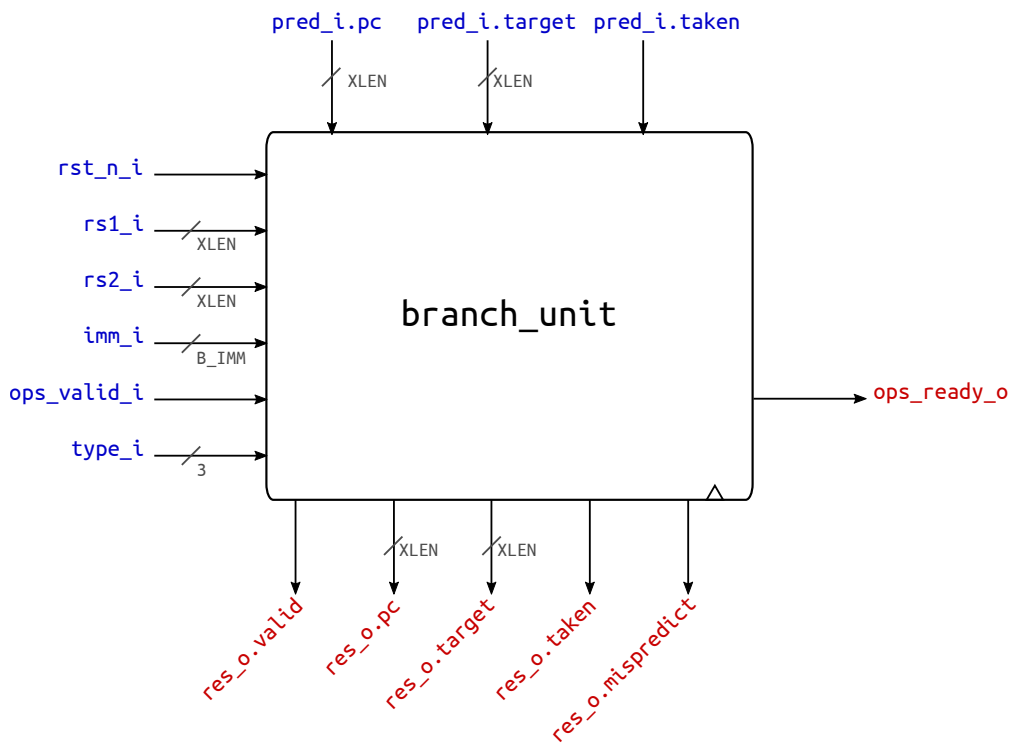 pred_i.pc
pred_i.target
pred_i.taken
XLEN
XLEN
rst_n_i
rs1_i
XLEN
rs2_i
XLEN
imm_i
B_IMM
ops_valid_i
type_i
3
branch_unit
ops_ready_o
XLEN
XLEN
res_o.valid
res_o.pc
res_o.target
res_o.taken
res_o.mispredict